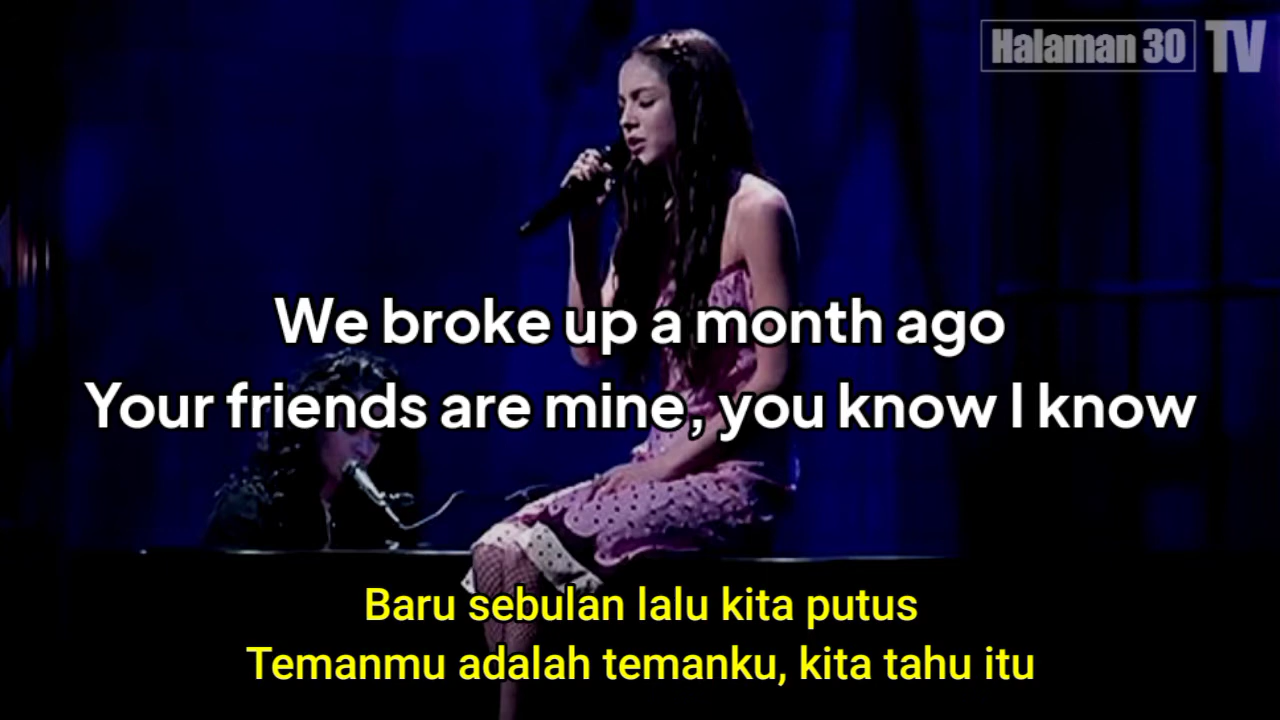 Halaman 30 TV
We broke up a month ago
Your friends are mine, you know I know
Baru sebulan lalu kita putus
Temanmu adalah temanku, kita tahu itu